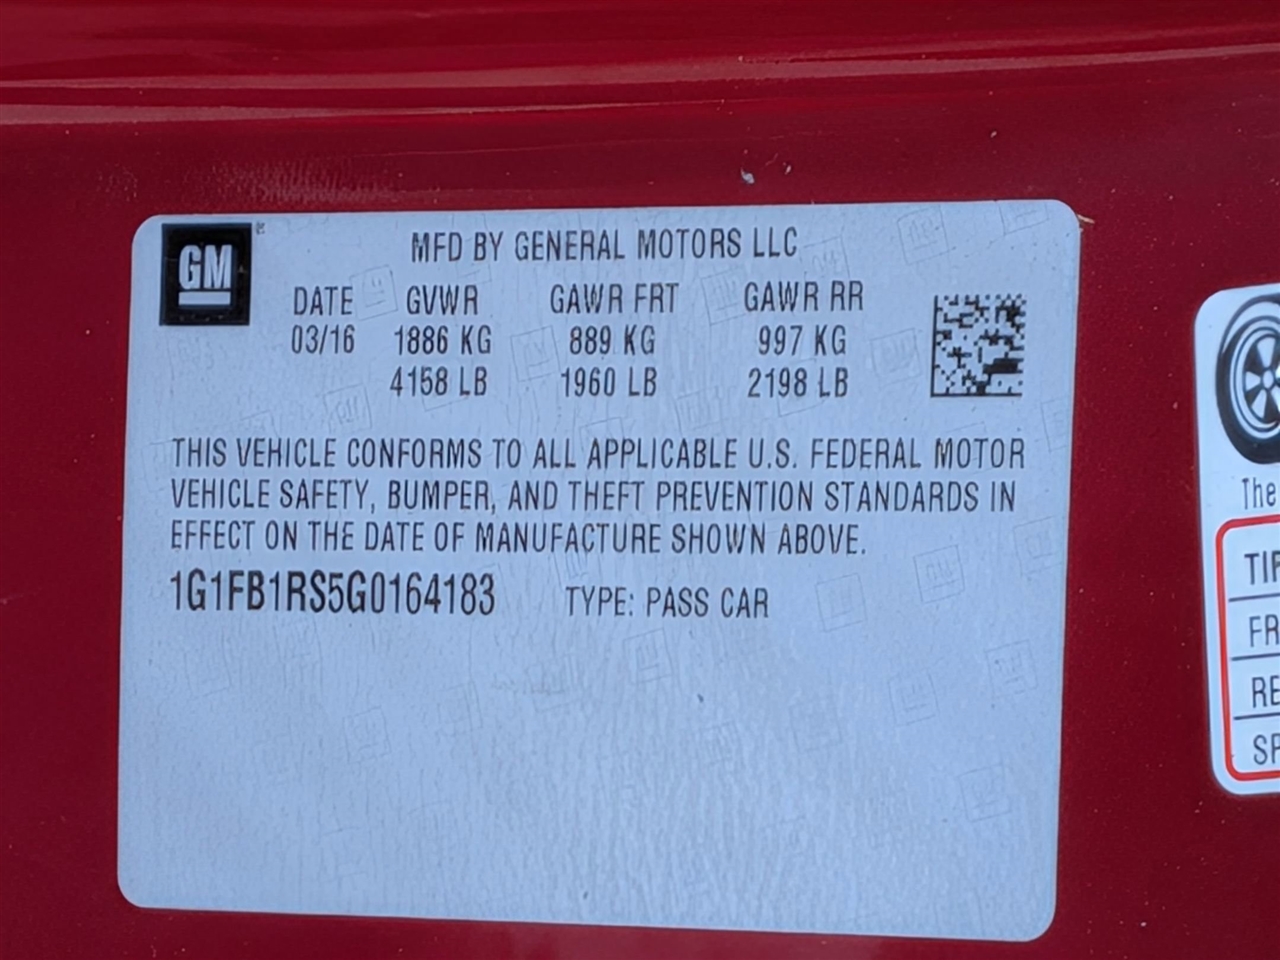 GM
MFD BY GENERAL MOTORS LLC
DATE GVWR GAWR FRT GAWR RR
03/16 1886 KG 889 KG 997 KG
4158 LB 1960 LB 2198 LB
THIS VEHICLE CONFORMS TO ALL APPLICABLE U.S. FEDERAL MOTOR
VEHICLE SAFETY, BUMPER, AND THEFT PREVENTION STANDARDS IN
EFFECT ON THE DATE OF MANUFACTURE SHOWN ABOVE.
1G1FB1RS5G0164183 TYPE: PASS CAR
The